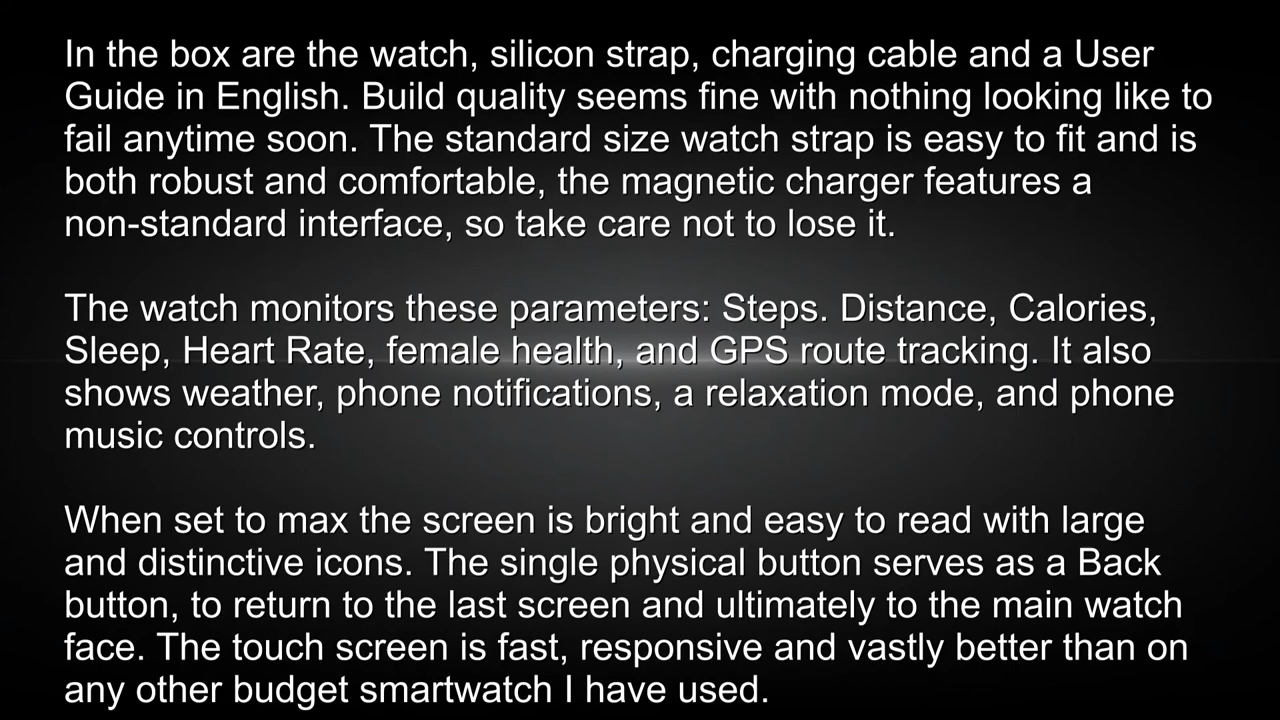 In the box are the watch, silicon strap, charging cable and a User
Guide in English. Build quality seems fine with nothing looking like to
fail anytime soon. The standard size watch strap is easy to fit and is
both robust and comfortable, the magnetic charger features a
non-standard interface, so take care not to lose it.
The watch monitors these parameters: Steps. Distance, Calories,
Sleep, Heart Rate, female health, and GPS route tracking. It also
shows weather, phone notifications, a relaxation mode, and phone
music controls.
When set to max the screen is bright and easy to read with large
and distinctive icons. The single physical button serves as a Back
button, to return to the last screen and ultimately to the main watch
face. The touch screen is fast, responsive and vastly better than on
any other budget smartwatch I have used.